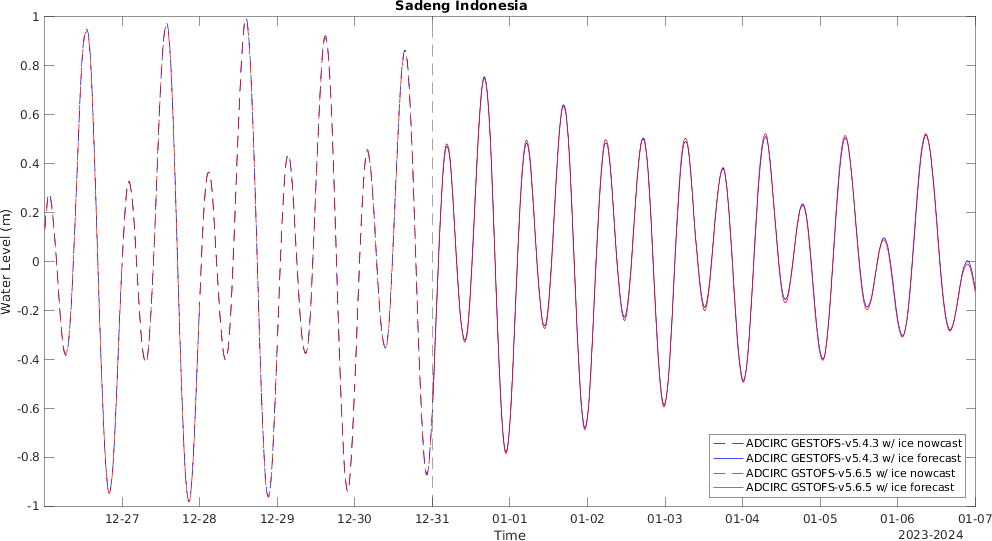 Sadeng Indonesia
Water Level (m)
1
0.8
0.6
0.4
0.2
0
-0.2
-0.4
-0.6
-0.8
-1
ADCIRC GESTOFS-v5.4.3 w/ ice nowcast
ADCIRC GESTOFS-v5.4.3 w/ ice forecast
ADCIRC GSTOFS-v5.6.5 w/ ice nowcast
ADCIRC GSTOFS-v5.6.5 w/ ice forecast
12-27 12-28 12-29 12-30 12-31 01-01 01-02 01-03 01-04 01-05 01-06 01-07
Time
2023-2024